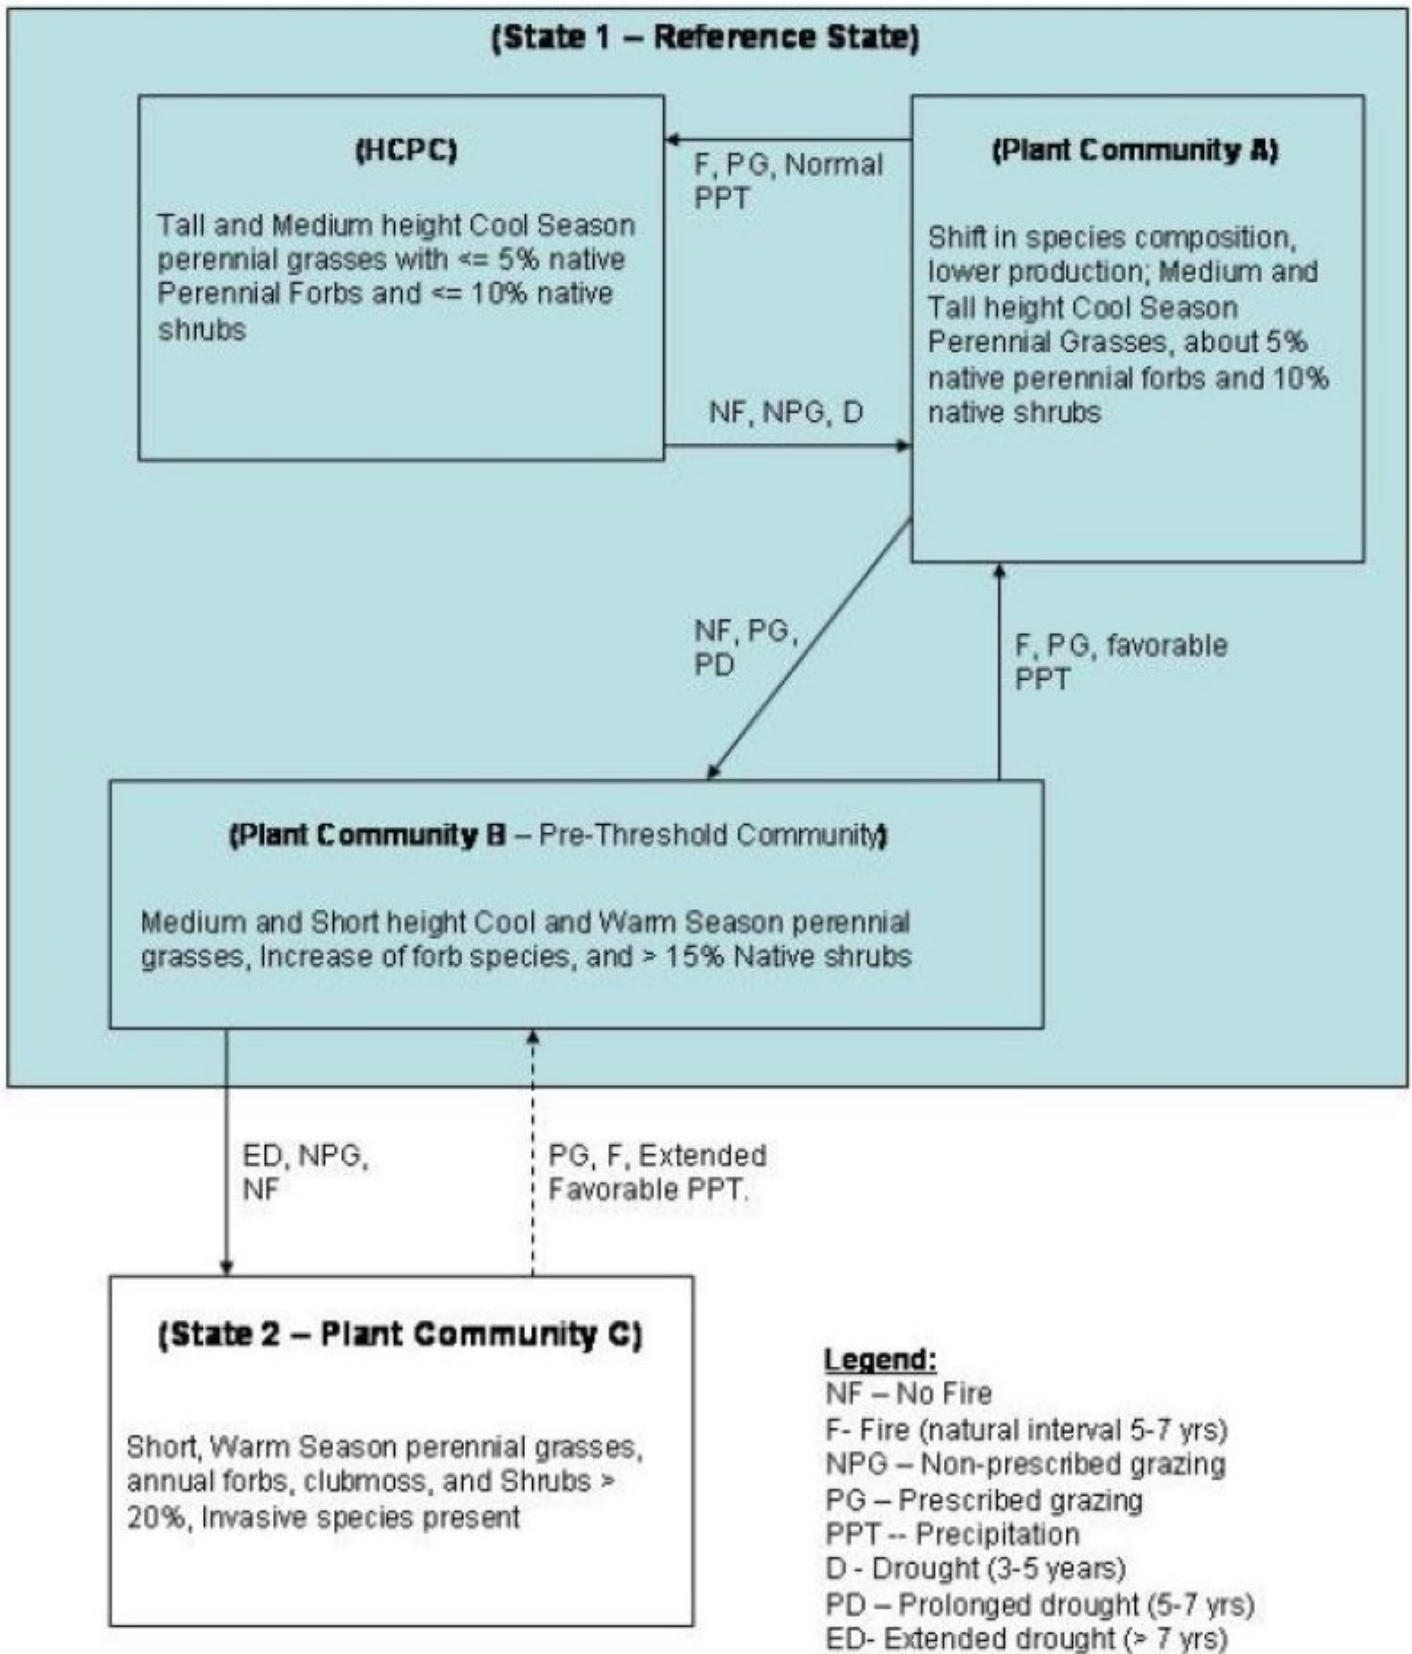 (State 1 – Reference State)
(HCPC)
Tall and Medium height Cool Season
perennial grasses with <= 5% native
Perennial Forbs and <= 10% native
shrubs
F, PG, Normal
PPT
NF, NPG, D
(Plant Community A)
Shift in species composition,
lower production; Medium and
Tall height Cool Season
Perennial Grasses, about 5%
native perennial forbs and 10%
native shrubs
NF, PG,
PD
F, PG, favorable
PPT
(Plant Community B – Pre-Threshold Community)
Medium and Short height Cool and Warm Season perennial
grasses, Increase of forb species, and > 15% Native shrubs
ED, NPG,
NF
PG, F, Extended
Favorable PPT.
(State 2 – Plant Community C)
Short, Warm Season perennial grasses,
annual forbs, clubmoss, and Shrubs >
20%, Invasive species present
Legend:
NF – No Fire
F- Fire (natural interval 5-7 yrs)
NPG – Non-prescribed grazing
PG – Prescribed grazing
PPT -- Precipitation
D - Drought (3-5 years)
PD – Prolonged drought (5-7 yrs)
ED- Extended drought (> 7 yrs)